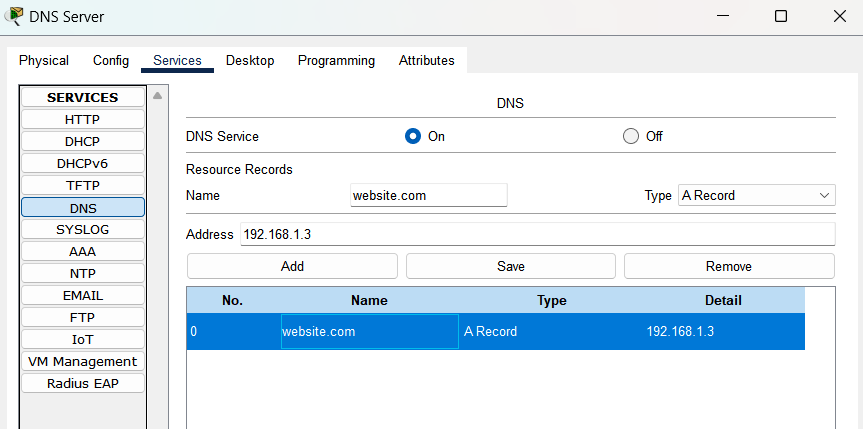 DNS Server
Physical Config Services Desktop Programming Attributes
SERVICES
HTTP
DHCP
DHCPv6
TFTP
DNS
SYSLOG
AAA
NTP
EMAIL
FTP
IoT
VM Management
Radius EAP
DNS
DNS Service On Off
Resource Records
Name website.com Type A Record
Address 192.168.1.3
Add Save Remove
No. Name Type Detail
0 website.com A Record 192.168.1.3